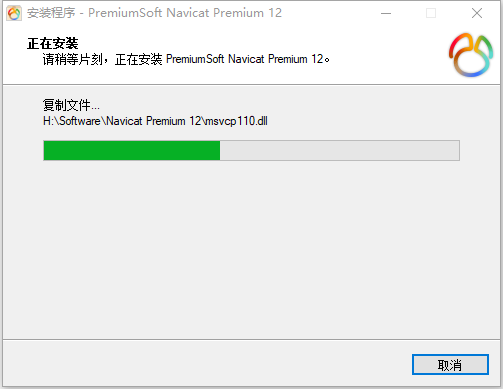 安装程序 - PremiumSoft Navicat Premium 12
正在安装
请稍等片刻，正在安装 PremiumSoft Navicat Premium 12。
复制文件...
H:\Software\Navicat Premium 12\msvcp110.dll
取消